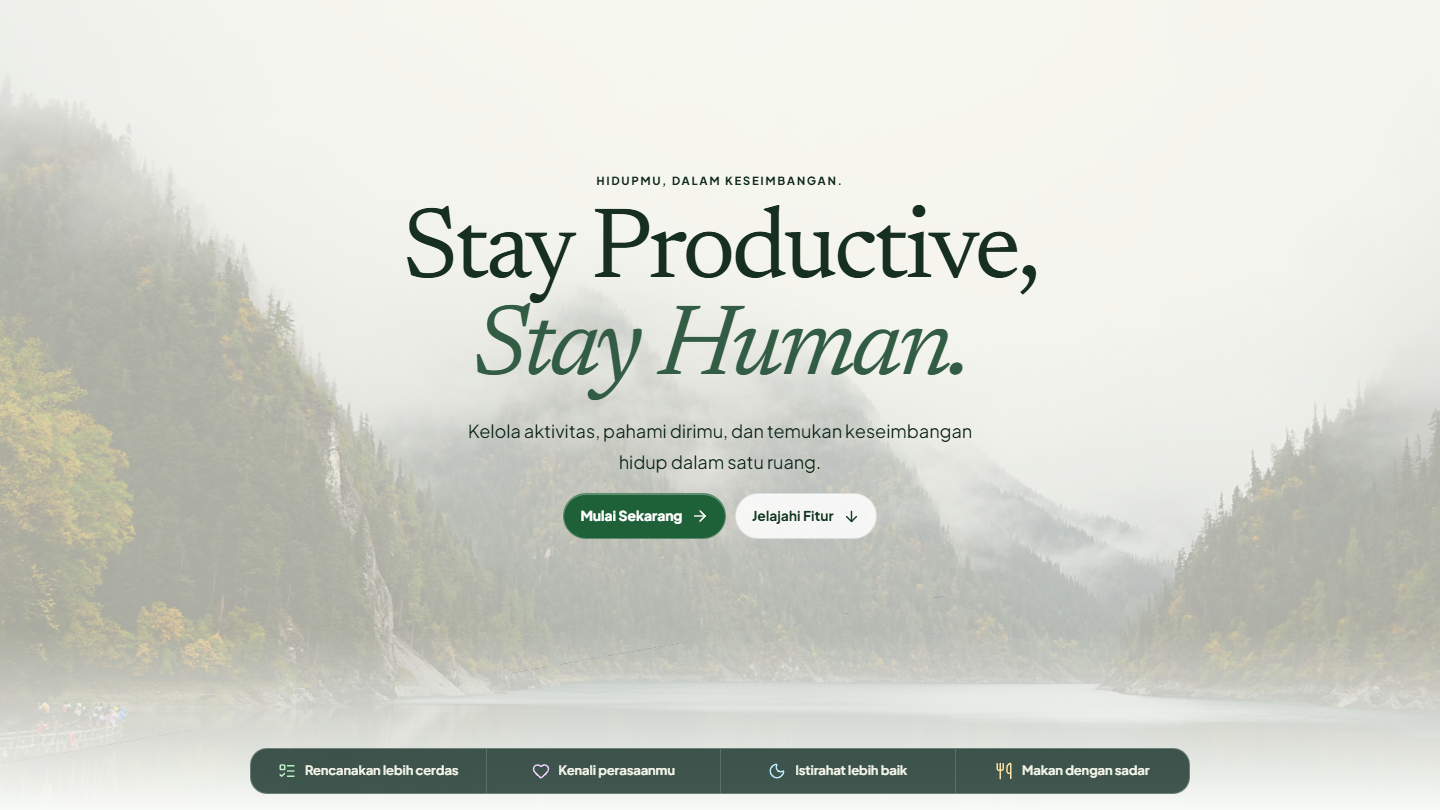 HIDUPMU, DALAM KESEIMBANGAN.
Stay Productive,
Stay Human.
Kelola aktivitas, pahami dirimu, dan temukan keseimbangan
hidup dalam satu ruang.
Mulai Sekarang
Jelajahi Fitur
Rencanakan lebih cerdas
Kenali perasaanmu
Istirahat lebih baik
Makan dengan sadar